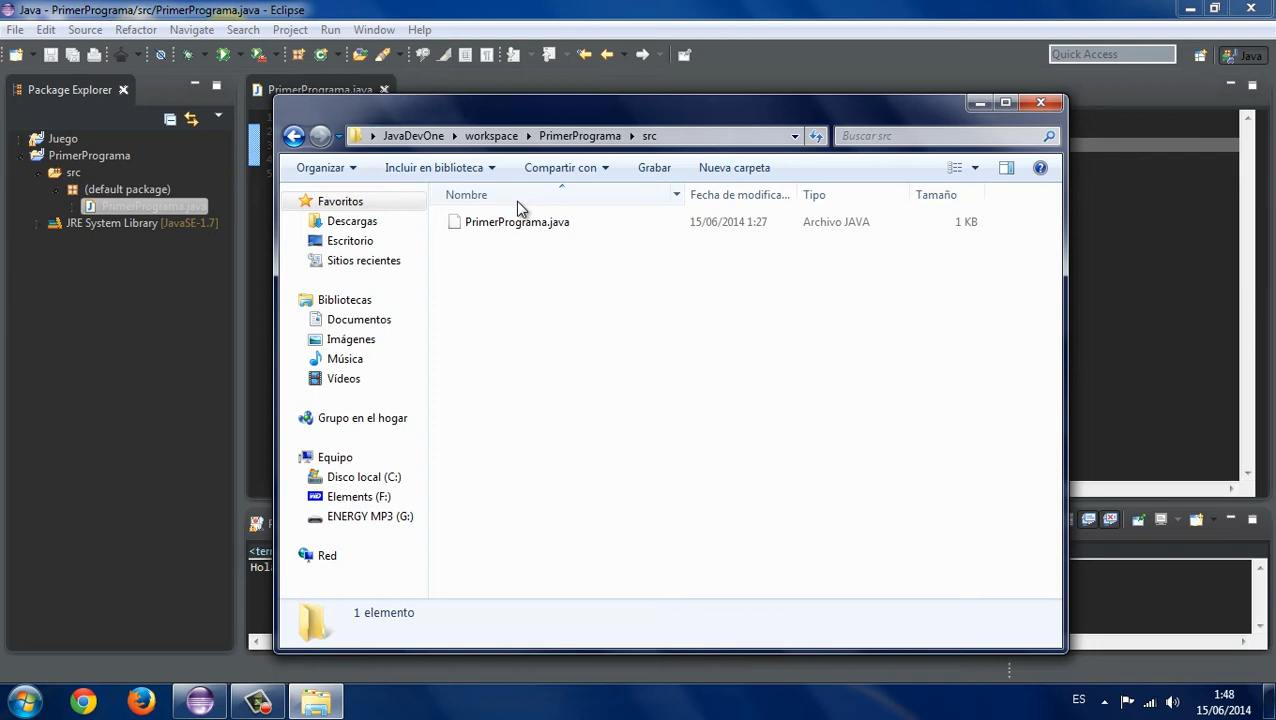 Java - PrimerPrograma/src/PrimerPrograma.java - Eclipse
File Edit Source Refactor Navigate Search Project Run Window Help
Quick Access
Java
Package Explorer
PrimerPrograma.java
JavaDevOne workspace PrimerPrograma src
Buscar src
Juego
PrimerPrograma
src
(default package)
PrimerPrograma.java
JRE System Library [JavaSE-1.7]
Organizar Incluir en biblioteca Compartir con Grabar Nueva carpeta
Nombre Fecha de modifica... Tipo Tamaño
PrimerPrograma.java 15/06/2014 1:27 Archivo JAVA 1 KB
Favoritos
Descargas
Escritorio
Sitios recientes
Bibliotecas
Documentos
Imágenes
Música
Vídeos
Grupo en el hogar
Equipo
Disco local (C:)
Elements (F:)
ENERGY MP3 (G:)
Red
1 elemento
<terr
Hol
ES
1:48
15/06/2014